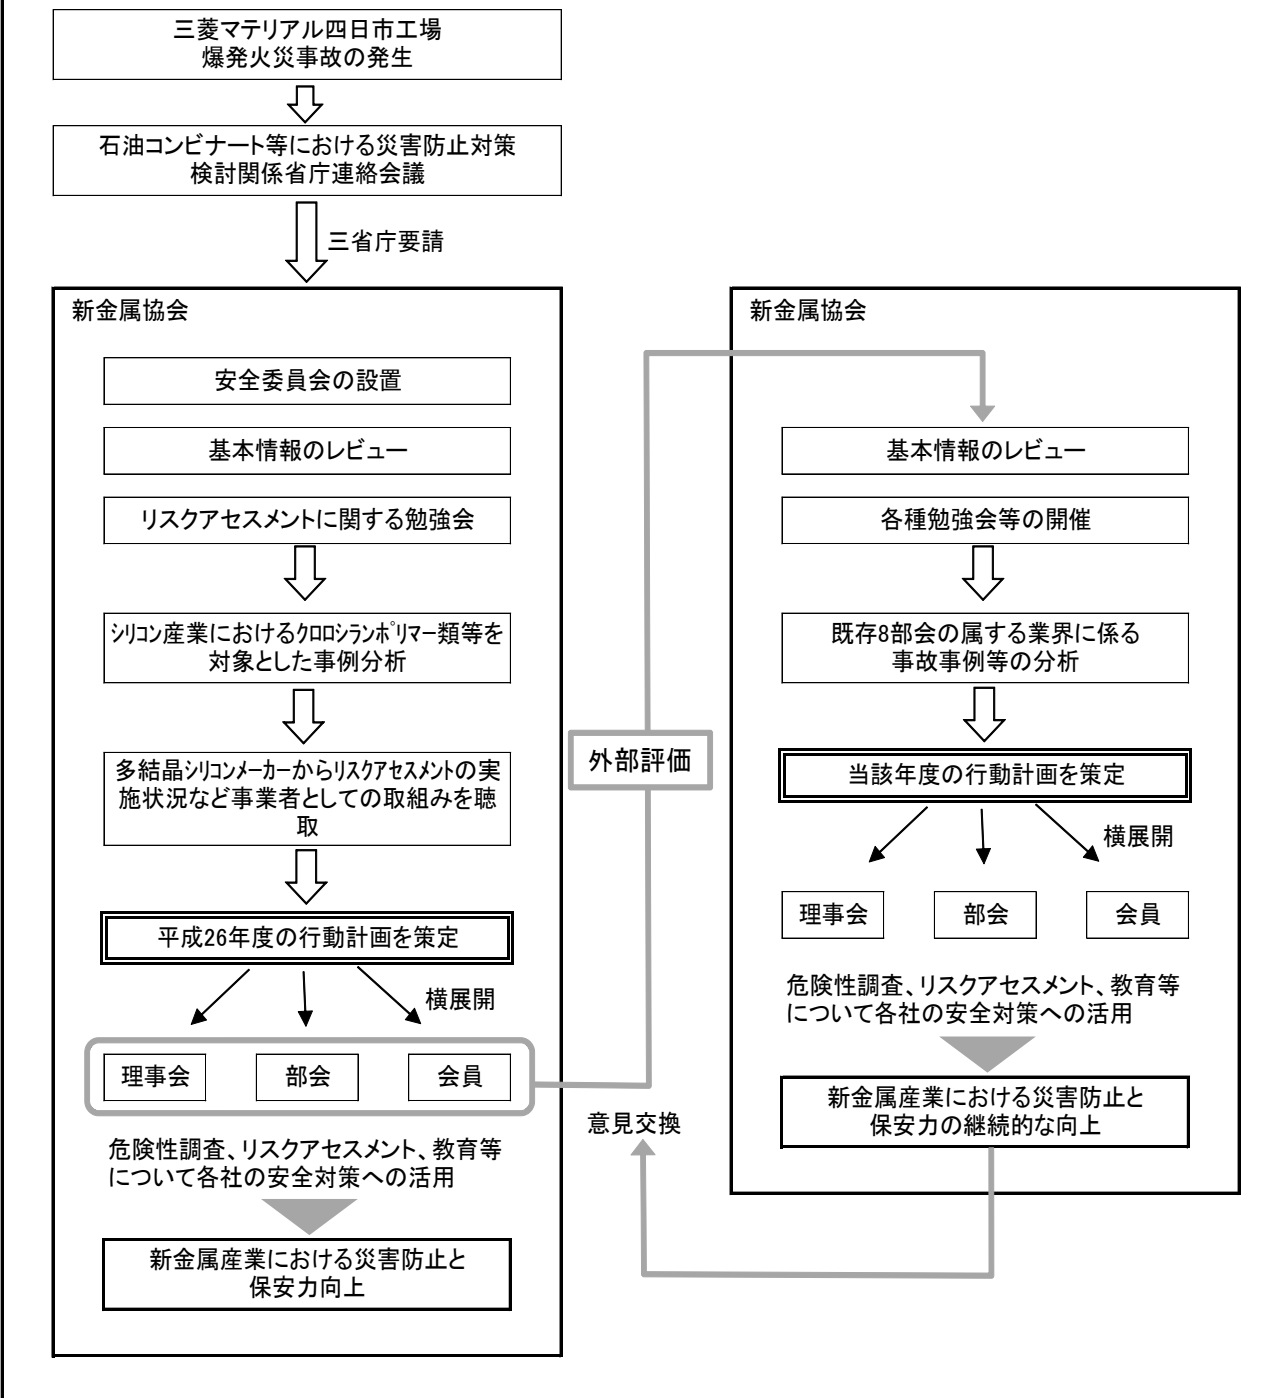 三菱マテリアル四日市工場
爆発火災事故の発生
石油コンビナート等における災害防止対策
検討関係省庁連絡会議
三省庁要請
新金属協会
安全委員会の設置
基本情報のレビュー
リスクアセスメントに関する勉強会
シリコン産業におけるクロロシランポリマー類等を
対象とした事例分析
多結晶シリコンメーカーからリスクアセスメントの実
施状況など事業者としての取組みを聴
取
平成26年度の行動計画を策定
横展開
理事会
部会
会員
危険性調査、リスクアセスメント、教育等
について各社の安全対策への活用
新金属産業における災害防止と
保安力向上
外部評価
意見交換
新金属協会
基本情報のレビュー
各種勉強会等の開催
既存8部会の属する業界に係る
事故事例等の分析
当該年度の行動計画を策定
横展開
理事会
部会
会員
危険性調査、リスクアセスメント、教育等
について各社の安全対策への活用
新金属産業における災害防止と
保安力の継続的な向上